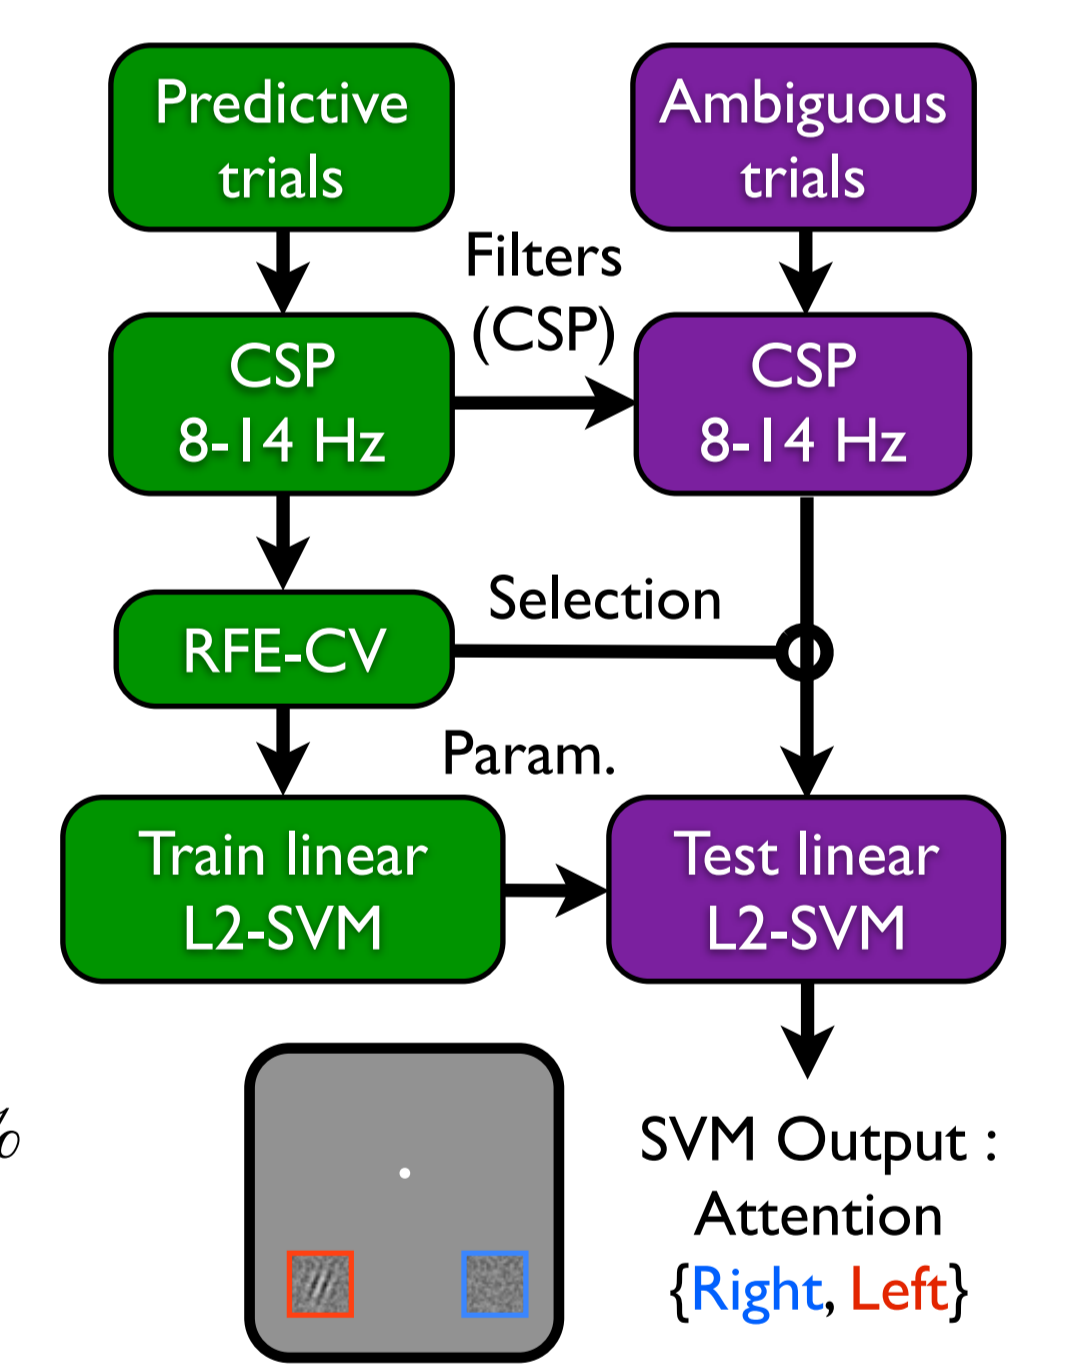 Predictive
trials
Ambiguous
trials
Filters
(CSP)
CSP
8-14 Hz
CSP
8-14 Hz
RFE-CV
Selection
Param.
Train linear
L2-SVM
Test linear
L2-SVM
%
SVM Output :
Attention
{Right, Left}